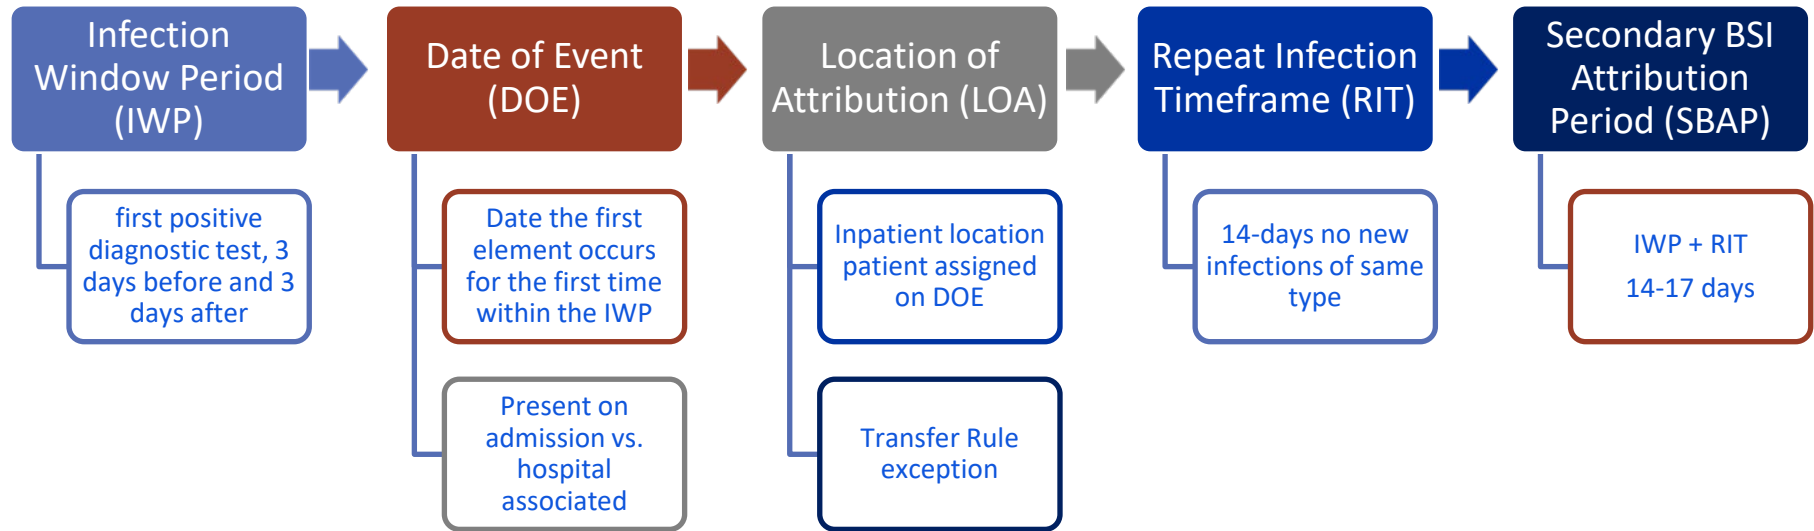 Infection
Window Period
(IWP)
first positive
diagnostic test, 3
days before and 3
days after
Date of Event
(DOE)
Date the first
element occurs
for the first time
within the IWP
Present on
admission vs.
hospital
associated
Location of
Attribution (LOA)
Inpatient location
patient assigned
on DOE
Transfer Rule
exception
Repeat Infection
Timeframe (RIT)
14-days no new
infections of same
type
Secondary BSI
Attribution
Period (SBAP)
IWP + RIT
14-17 days